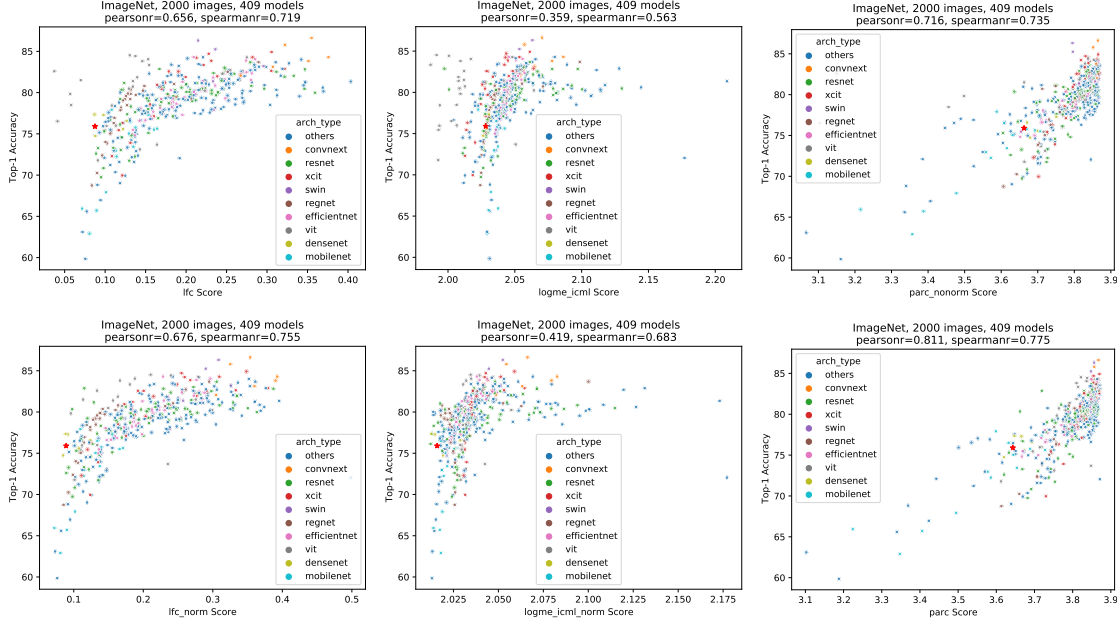 ImageNet, 2000 images, 409 models
pearsonr=0.656, spearmanr=0.719
Top-1 Accuracy
85
80
75
70
65
60
arch_type
others
convnext
resnet
xcit
swin
regnet
efficientnet
vit
densenet
mobilenet
0.05 0.10 0.15 0.20 0.25 0.30 0.35 0.40
lfc Score
ImageNet, 2000 images, 409 models
pearsonr=0.359, spearmanr=0.563
Top-1 Accuracy
85
80
75
70
65
60
arch_type
others
convnext
resnet
xcit
swin
regnet
efficientnet
vit
densenet
mobilenet
2.00 2.05 2.10 2.15 2.20
logme_icml Score
ImageNet, 2000 images, 409 models
pearsonr=0.716, spearmanr=0.735
Top-1 Accuracy
85
80
75
70
65
60
arch_type
others
convnext
resnet
xcit
swin
regnet
efficientnet
vit
densenet
mobilenet
3.1 3.2 3.3 3.4 3.5 3.6 3.7 3.8 3.9
parc_nonorm Score
ImageNet, 2000 images, 409 models
pearsonr=0.676, spearmanr=0.755
Top-1 Accuracy
85
80
75
70
65
60
arch_type
others
convnext
resnet
xcit
swin
regnet
efficientnet
vit
densenet
mobilenet
0.1 0.2 0.3 0.4 0.5
lfc_norm Score
ImageNet, 2000 images, 409 models
pearsonr=0.419, spearmanr=0.683
Top-1 Accuracy
85
80
75
70
65
60
arch_type
others
convnext
resnet
xcit
swin
regnet
efficientnet
vit
densenet
mobilenet
2.025 2.050 2.075 2.100 2.125 2.150 2.175
logme_icml_norm Score
ImageNet, 2000 images, 409 models
pearsonr=0.811, spearmanr=0.775
Top-1 Accuracy
85
80
75
70
65
60
arch_type
others
convnext
resnet
xcit
swin
regnet
efficientnet
vit
densenet
mobilenet
3.1 3.2 3.3 3.4 3.5 3.6 3.7 3.8 3.9
parc Score